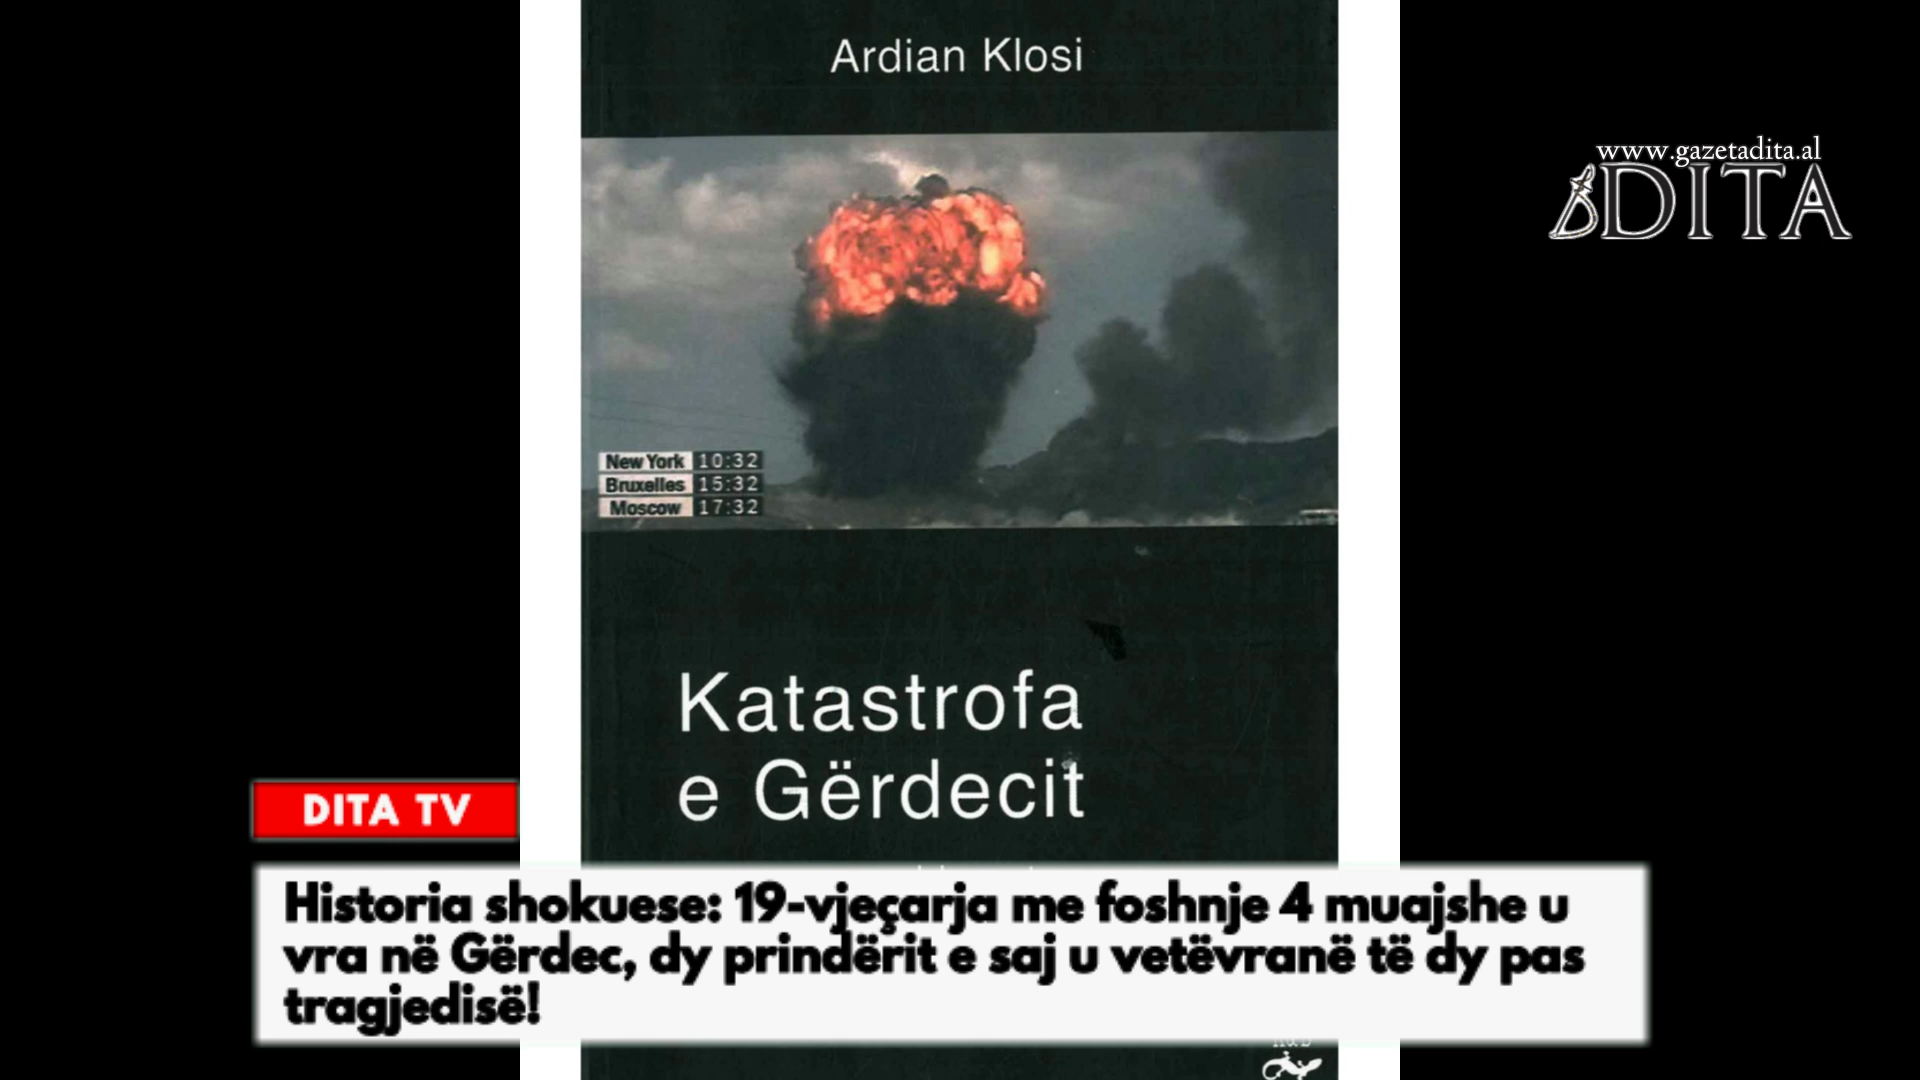 Ardian Klosi
www.gazetadita.al
DITA
New York 10:32
Bruxelles 15:32
Moscow 17:32
Katastrofa
e Gërdecit
DITA TV
Historia shokuese: 19-vjeçarja me foshnje 4 muajshe u
vra në Gërdec, dy prindërit e saj u vetëvranë të dy pas
tragjedisë!